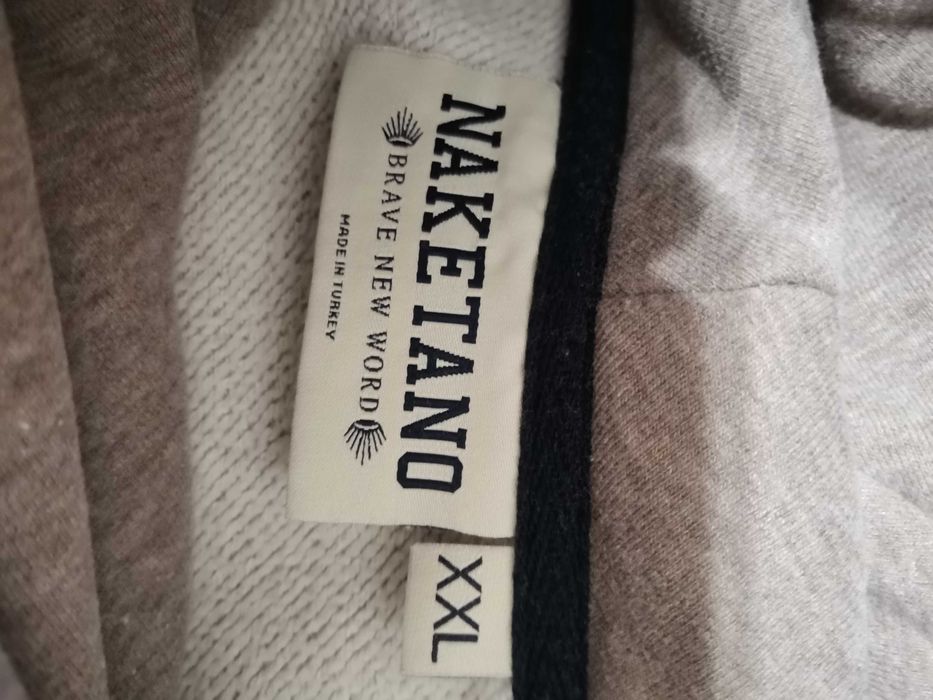 NAKETANO
BRAVE NEW WORD
MADE IN TURKEY
XXL